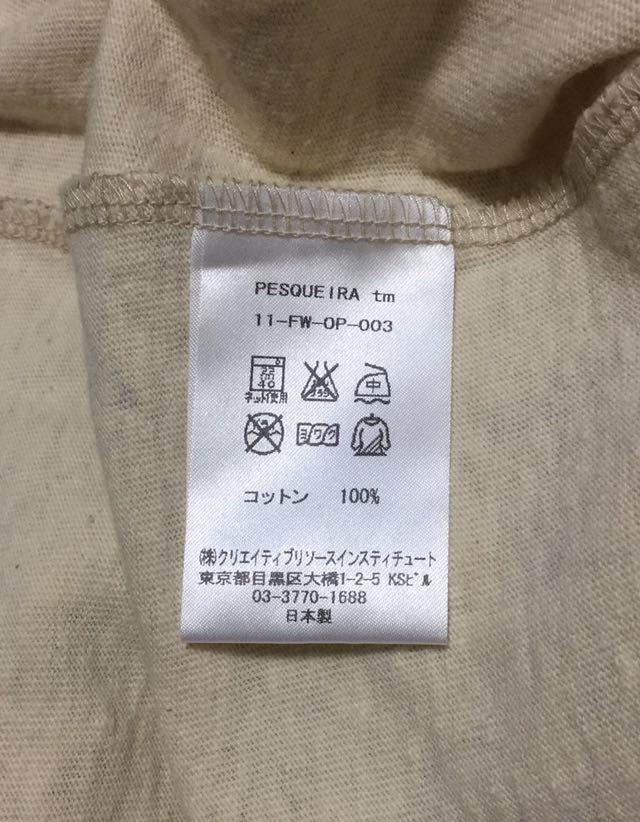 PESQUEIRA tm
11-FW-OP-003
40
ネット使用
中
コットン 100%
(株)クリエイティブリソースインスティチュート
東京都目黒区大橋1-2-5 KSビル
03-3770-1688
日本製